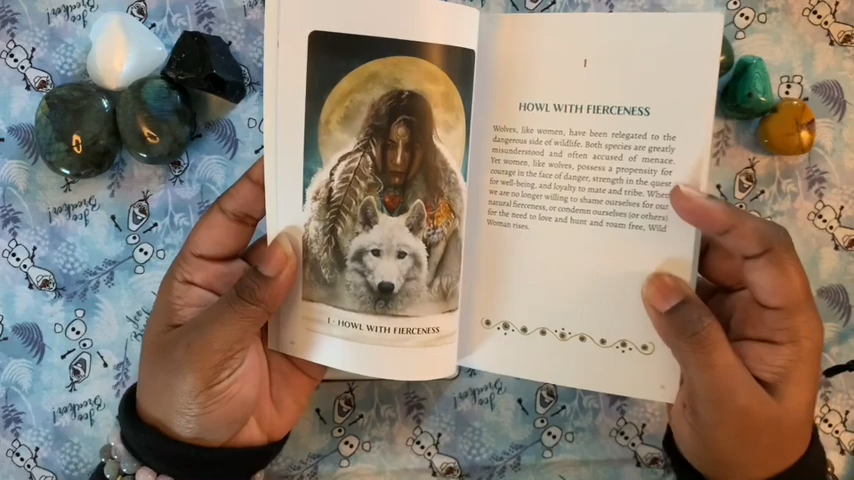 1 - HOWL WITH FIERCENESS
I
HOWL WITH FIERCENESS
Wolves, like women, have been relegated to the
dangerous side of wildlife. Both species are greatly
misunderstood and often accused of menace.
Yet women, like wolves, possess a propensity for
courage in the face of danger, strength in the quest
for well-being, and loyalty to mate and tribe. When
we are no longer willing to shame ourselves for our
natural fierceness, or condemn ourselves (or others)
for the need to love and hunt and roam free, Wild
Woman rises.
Ice
Breaker!